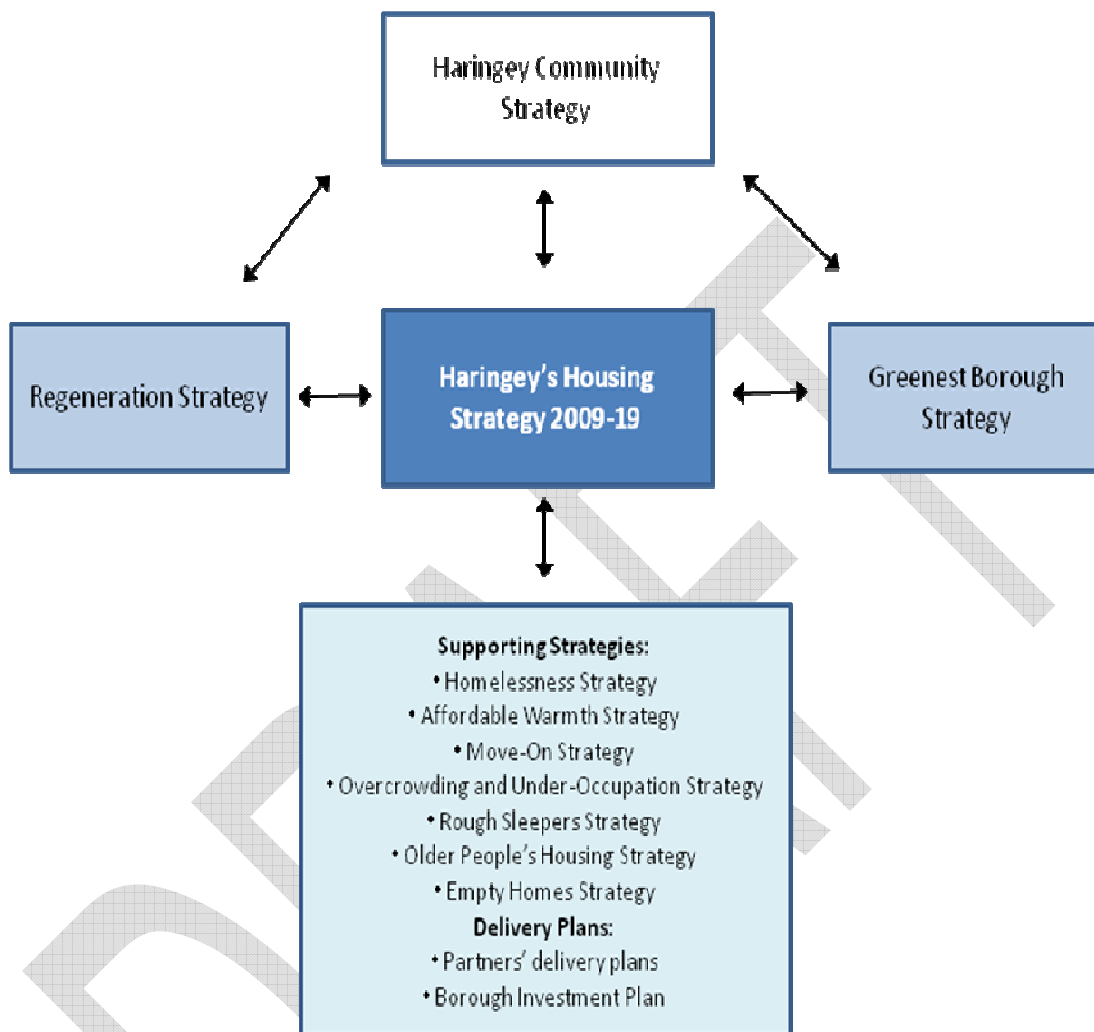 Haringey Community
Strategy
Regeneration Strategy
Haringey's Housing
Strategy 2009-19
Greenest Borough
Strategy
Supporting Strategies:
• Homelessness Strategy
• Affordable Warmth Strategy
• Move-On Strategy
• Overcrowding and Under-Occupation Strategy
• Rough Sleepers Strategy
• Older People's Housing Strategy
• Empty Homes Strategy
Delivery Plans:
• Partners' delivery plans
• Borough Investment Plan
DRAFT